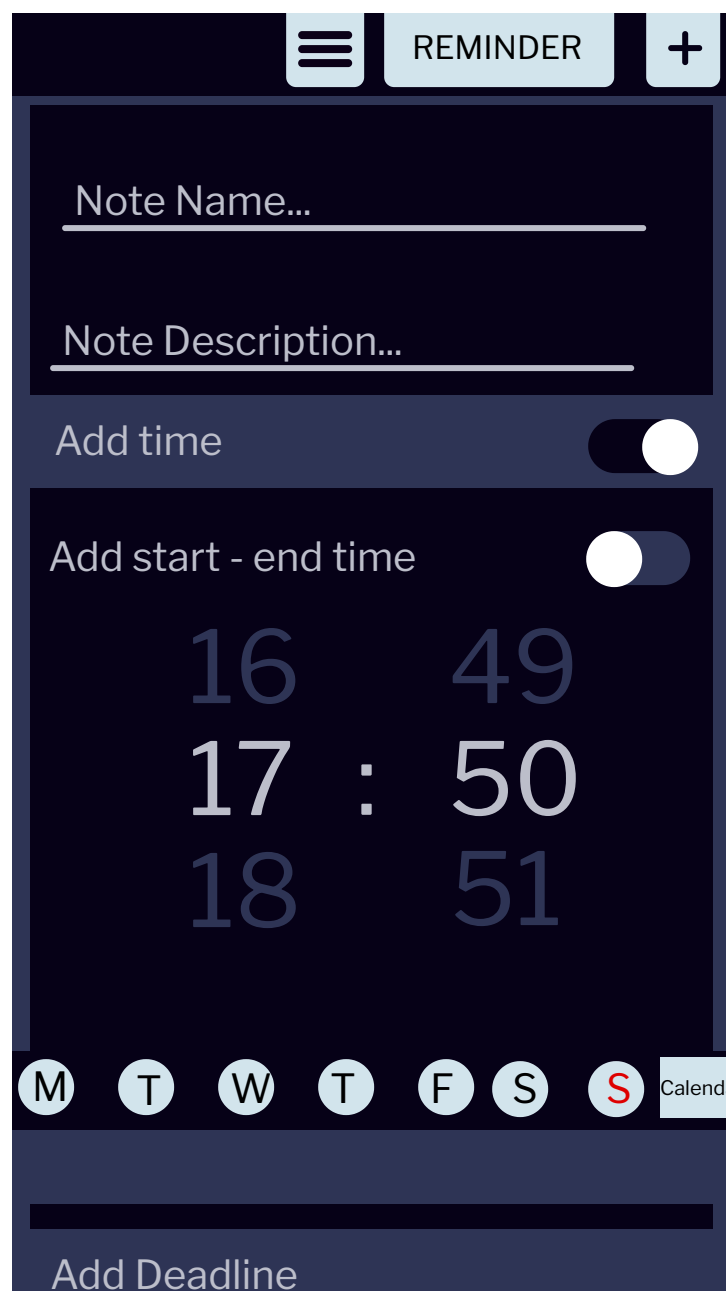 REMINDER +
Note Name...
Note Description...
Add time
Add start - end time
16 49
17 : 50
18 51
M T W T F S S Calend
Add Deadline